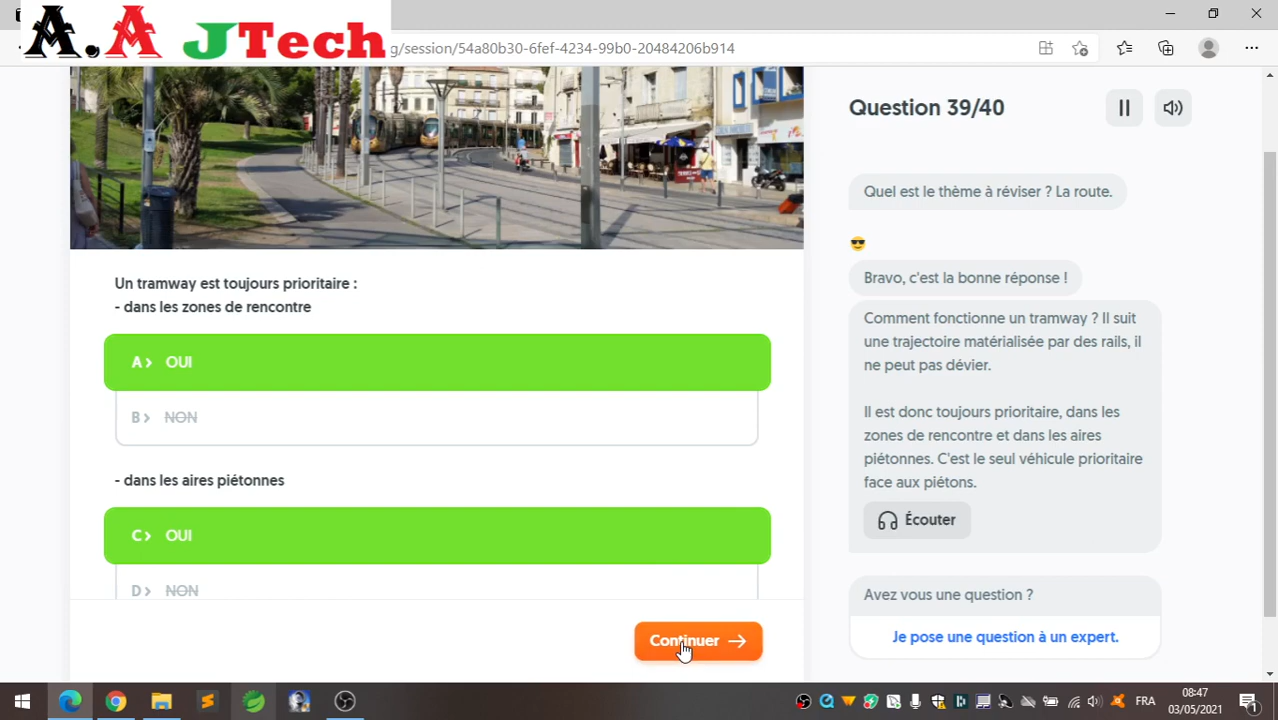 A.A JTech
g/session/54a80b30-6fef-4234-99b0-20484206b914
Un tramway est toujours prioritaire :
- dans les zones de rencontre
A > OUI
B > NON
- dans les aires piétonnes
C > OUI
D > NON
Continuer →
Question 39/40
Quel est le thème à réviser ? La route.
Bravo, c'est la bonne réponse !
Comment fonctionne un tramway ? Il suit
une trajectoire matérialisée par des rails, il
ne peut pas dévier.
Il est donc toujours prioritaire, dans les
zones de rencontre et dans les aires
piétonnes. C'est le seul véhicule prioritaire
face aux piétons.
Écouter
Avez vous une question ?
Je pose une question à un expert.
FRA
08:47
03/05/2021
1